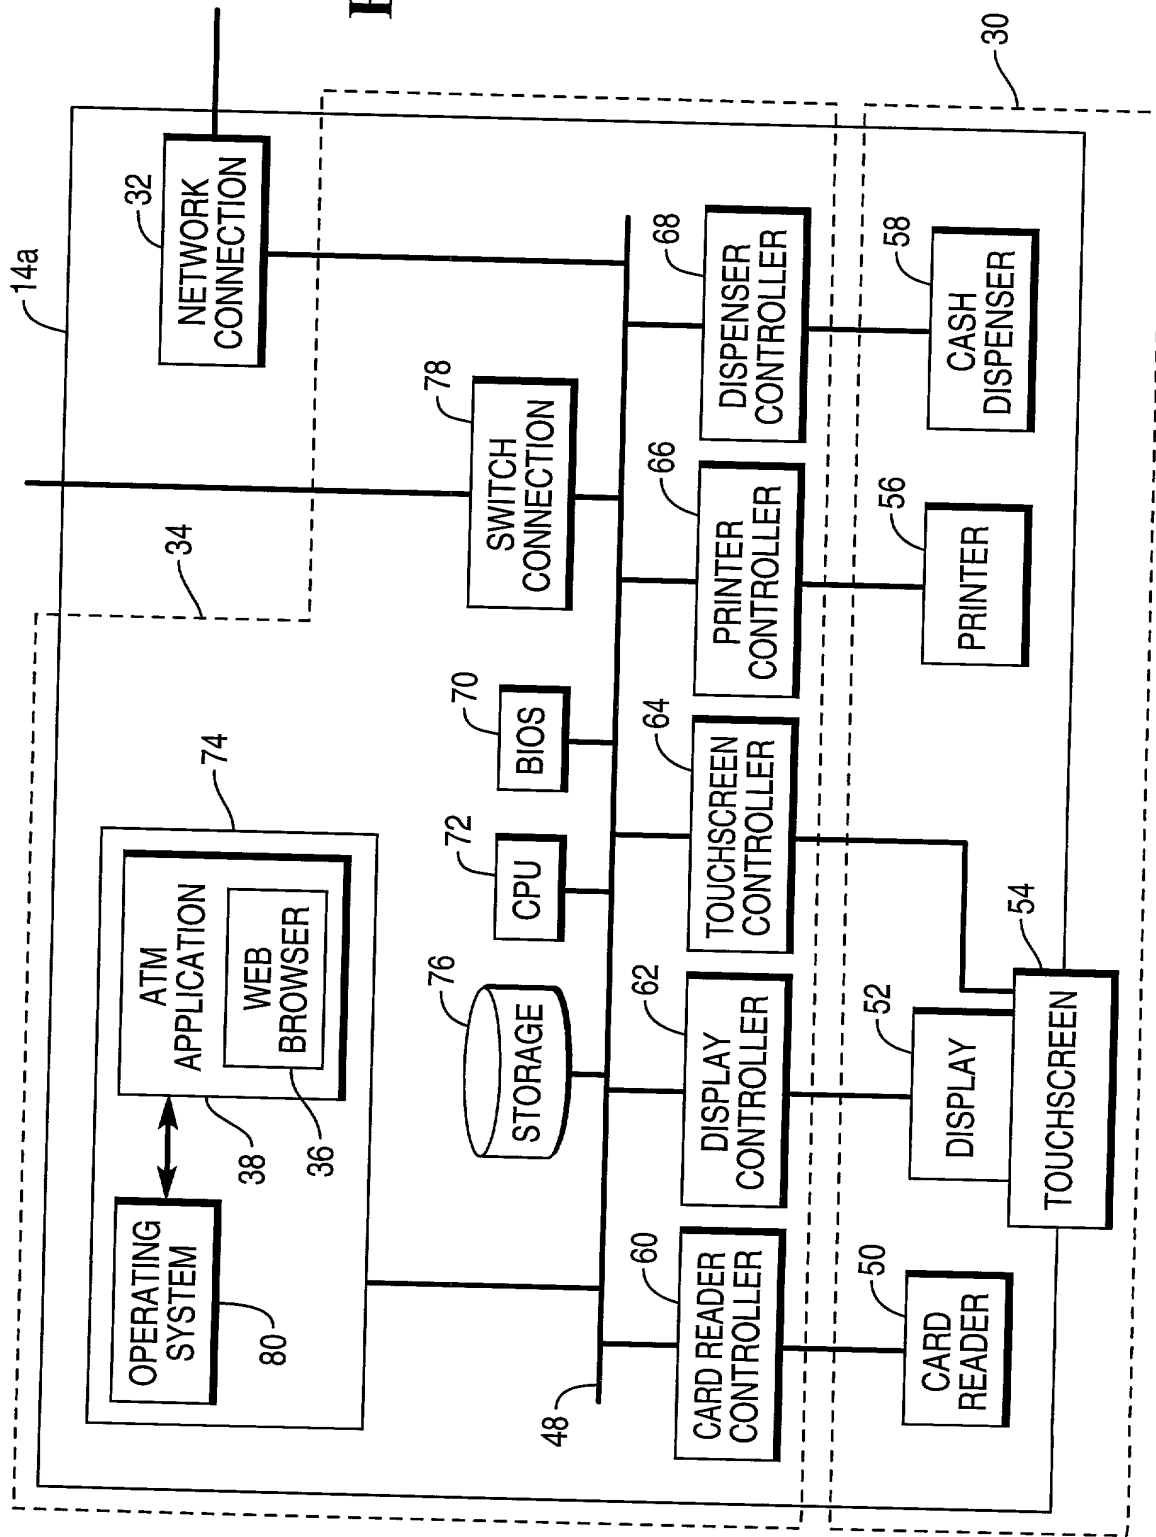 14a
32
NETWORK
CONNECTION
34
74
ATM
APPLICATION
WEB
BROWSER
38
36
OPERATING
SYSTEM
80
76
STORAGE
72
CPU
70
BIOS
78
SWITCH
CONNECTION
48
60
CARD READER
CONTROLLER
62
DISPLAY
CONTROLLER
64
TOUCHSCREEN
CONTROLLER
66
PRINTER
CONTROLLER
68
DISPENSER
CONTROLLER
50
CARD
READER
52
DISPLAY
54
TOUCHSCREEN
56
PRINTER
58
CASH
DISPENSER
30